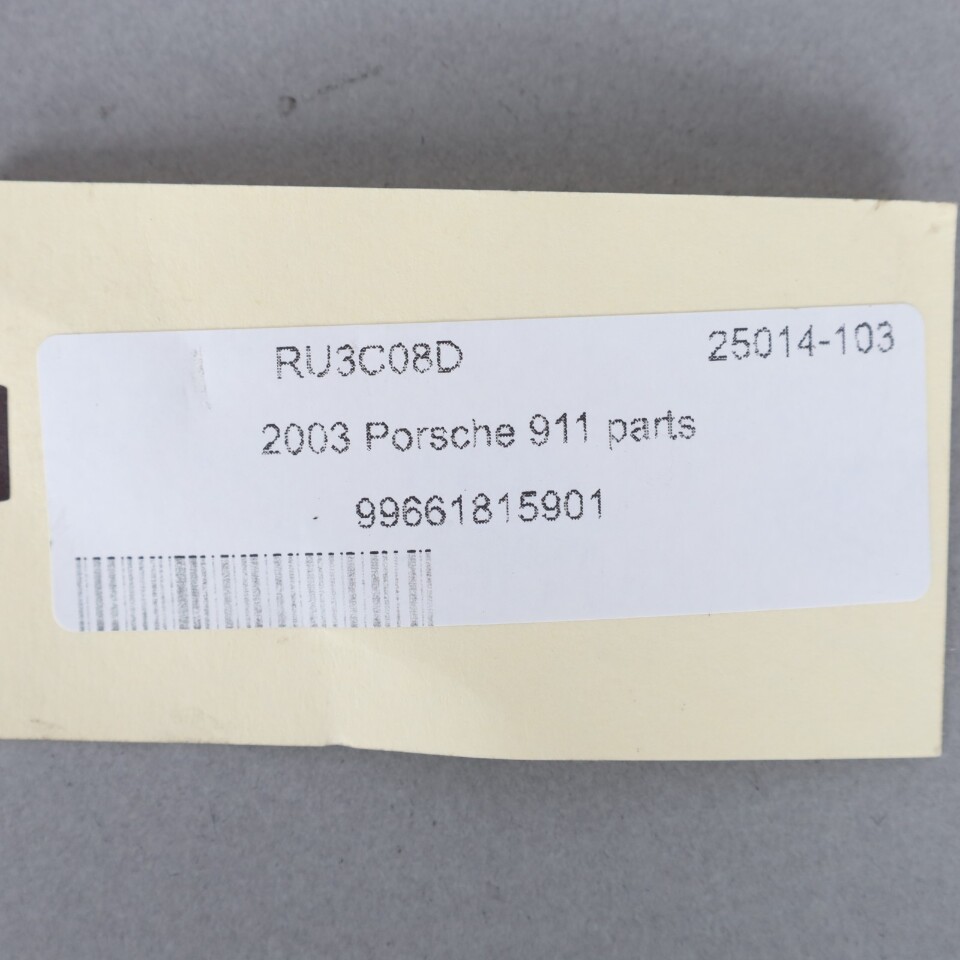 RU3C08D 25014-103
2003 Porsche 911 parts
99661815901